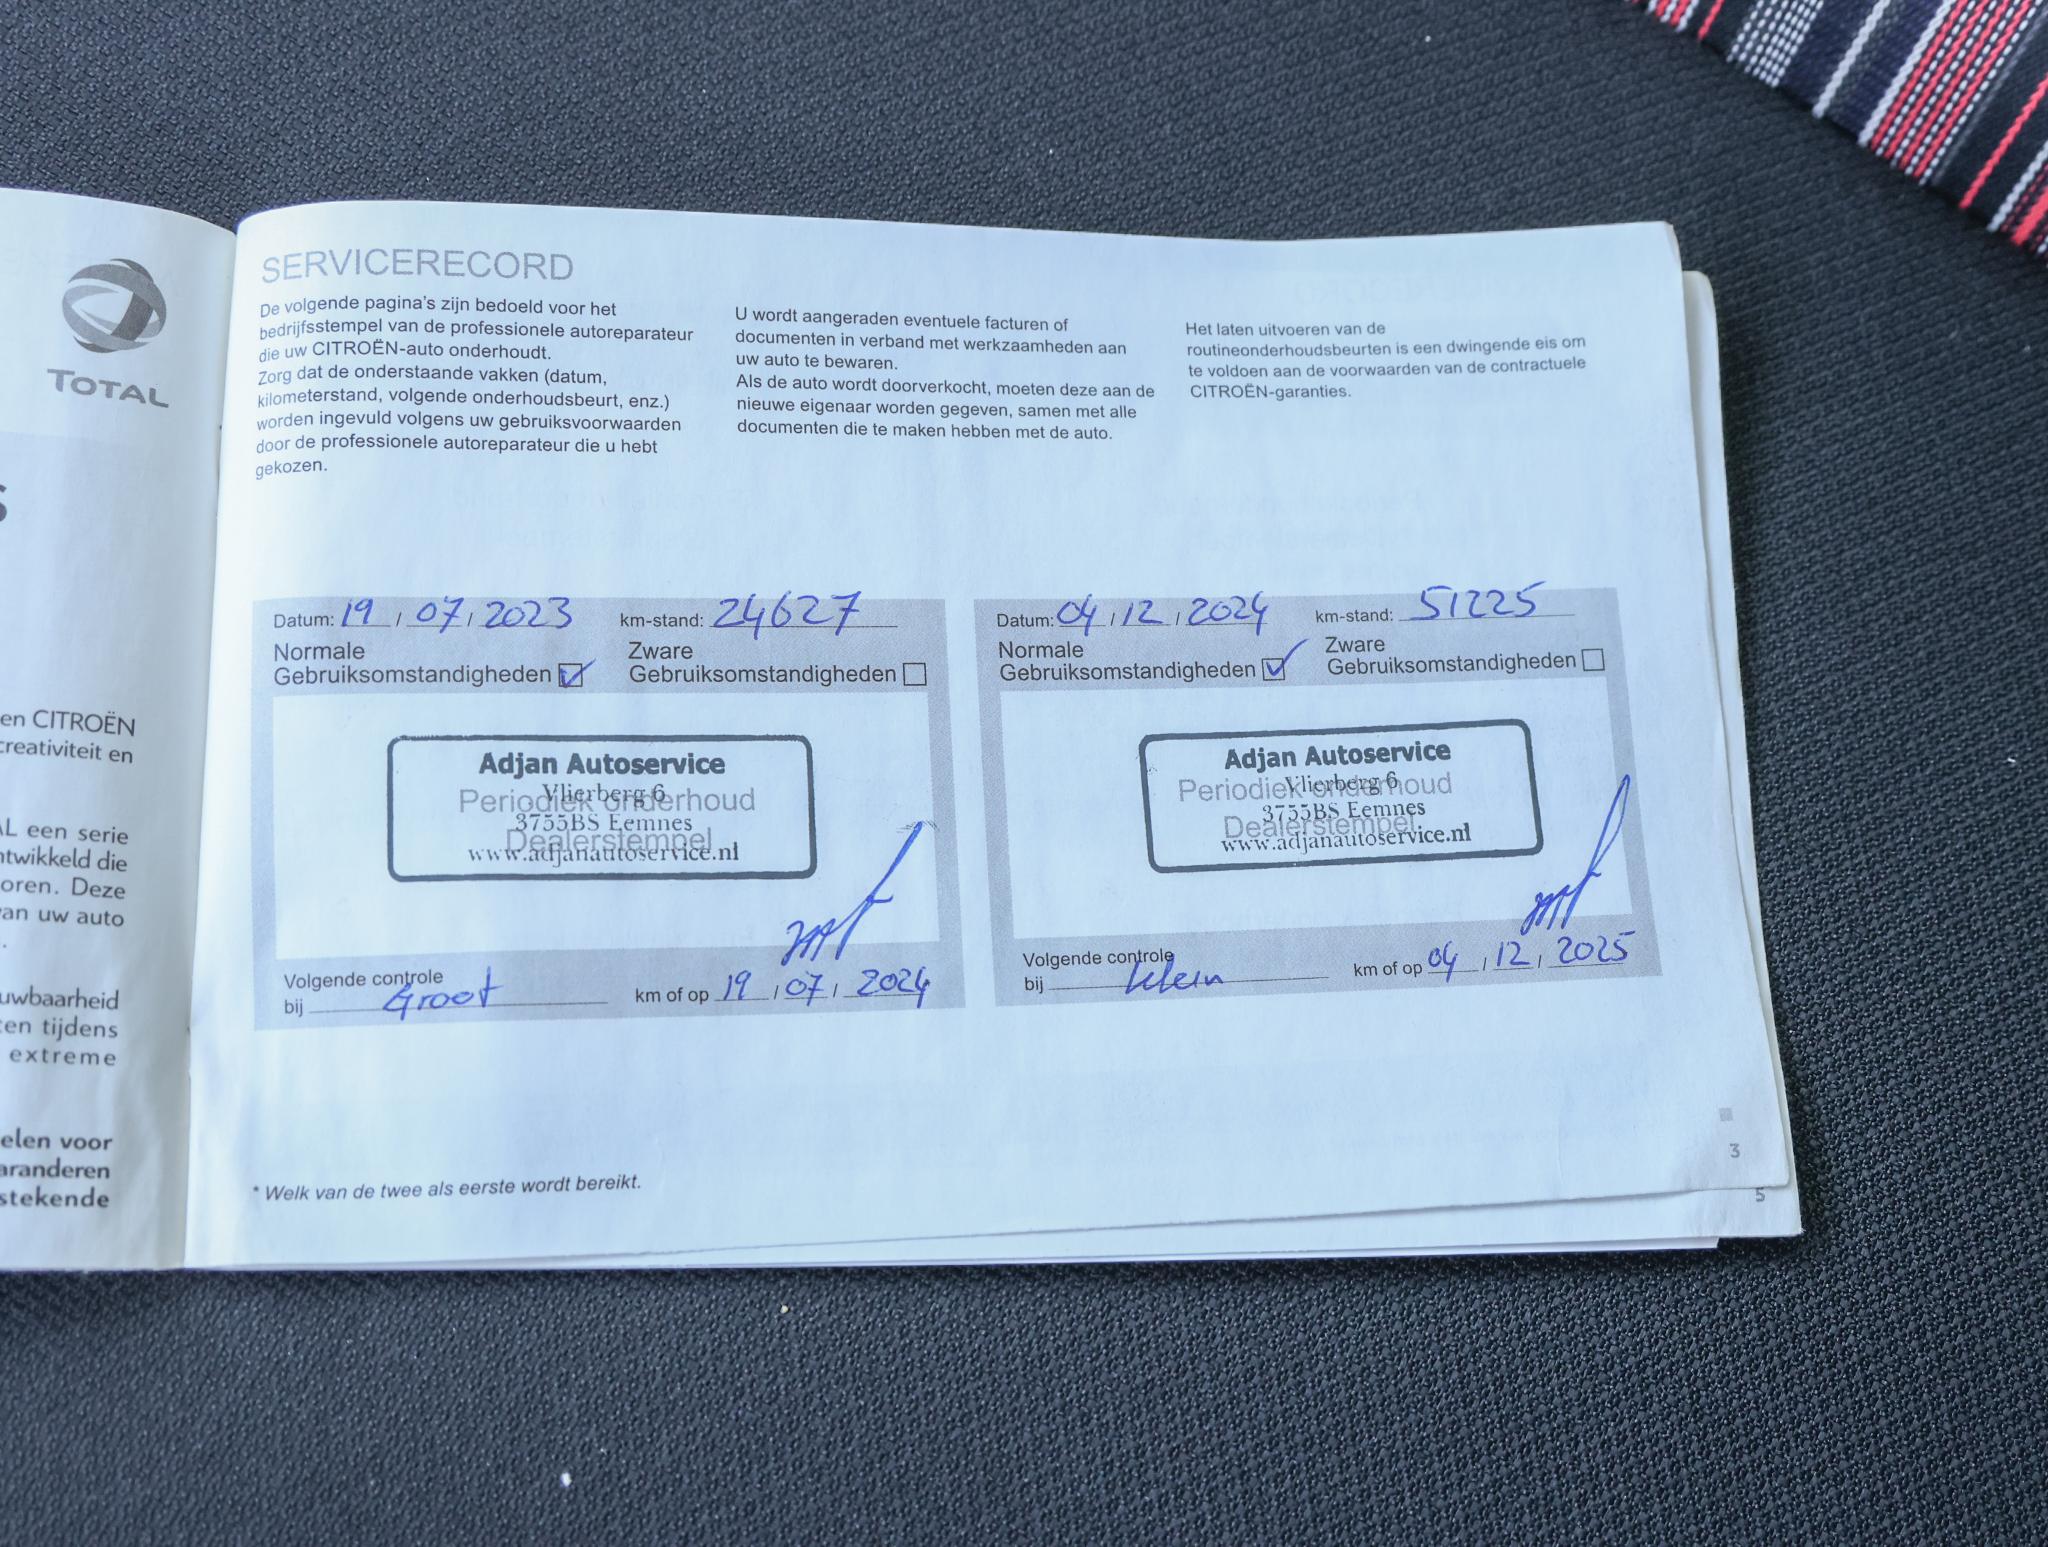 TOTAL
S
en CITROËN
creativiteit en
AL een serie
ntwikkeld die
oren. Deze
van uw auto
.
uwbaarheid
en tijdens
extreme
elen voor
aranderen
stekende
SERVICERECORD
De volgende pagina's zijn bedoeld voor het
bedrijfsstempel van de professionele autoreparateur
die uw CITROËN-auto onderhoudt.
Zorg dat de onderstaande vakken (datum,
kilometerstand, volgende onderhoudsbeurt, enz.)
worden ingevuld volgens uw gebruiksvoorwaarden
door de professionele autoreparateur die u hebt
gekozen.
U wordt aangeraden eventuele facturen of
documenten in verband met werkzaamheden aan
uw auto te bewaren.
Als de auto wordt doorverkocht, moeten deze aan de
nieuwe eigenaar worden gegeven, samen met alle
documenten die te maken hebben met de auto.
Het laten uitvoeren van de
routineonderhoudsbeurten is een dwingende eis om
te voldoen aan de voorwaarden van de contractuele
CITROËN-garanties.
Datum: 19 / 07 / 2023 km-stand: 24627
Normale Zware
Gebruiksomstandigheden Gebruiksomstandigheden
Adjan Autoservice
Vlierberg 6
Periodiek onderhoud
3755BS Eemnes
Dealerstempel
www.adjanautoservice.nl
Volgende controle
bij Groot km of op 19 / 07 / 2024
Datum: 04 / 12 / 2024 km-stand: 51225
Normale Zware
Gebruiksomstandigheden Gebruiksomstandigheden
Adjan Autoservice
Vlierberg 6
Periodiek onderhoud
3755BS Eemnes
Dealerstempel
www.adjanautoservice.nl
Volgende controle
bij klein km of op 04 / 12 / 2025
* Welk van de twee als eerste wordt bereikt.
3
5